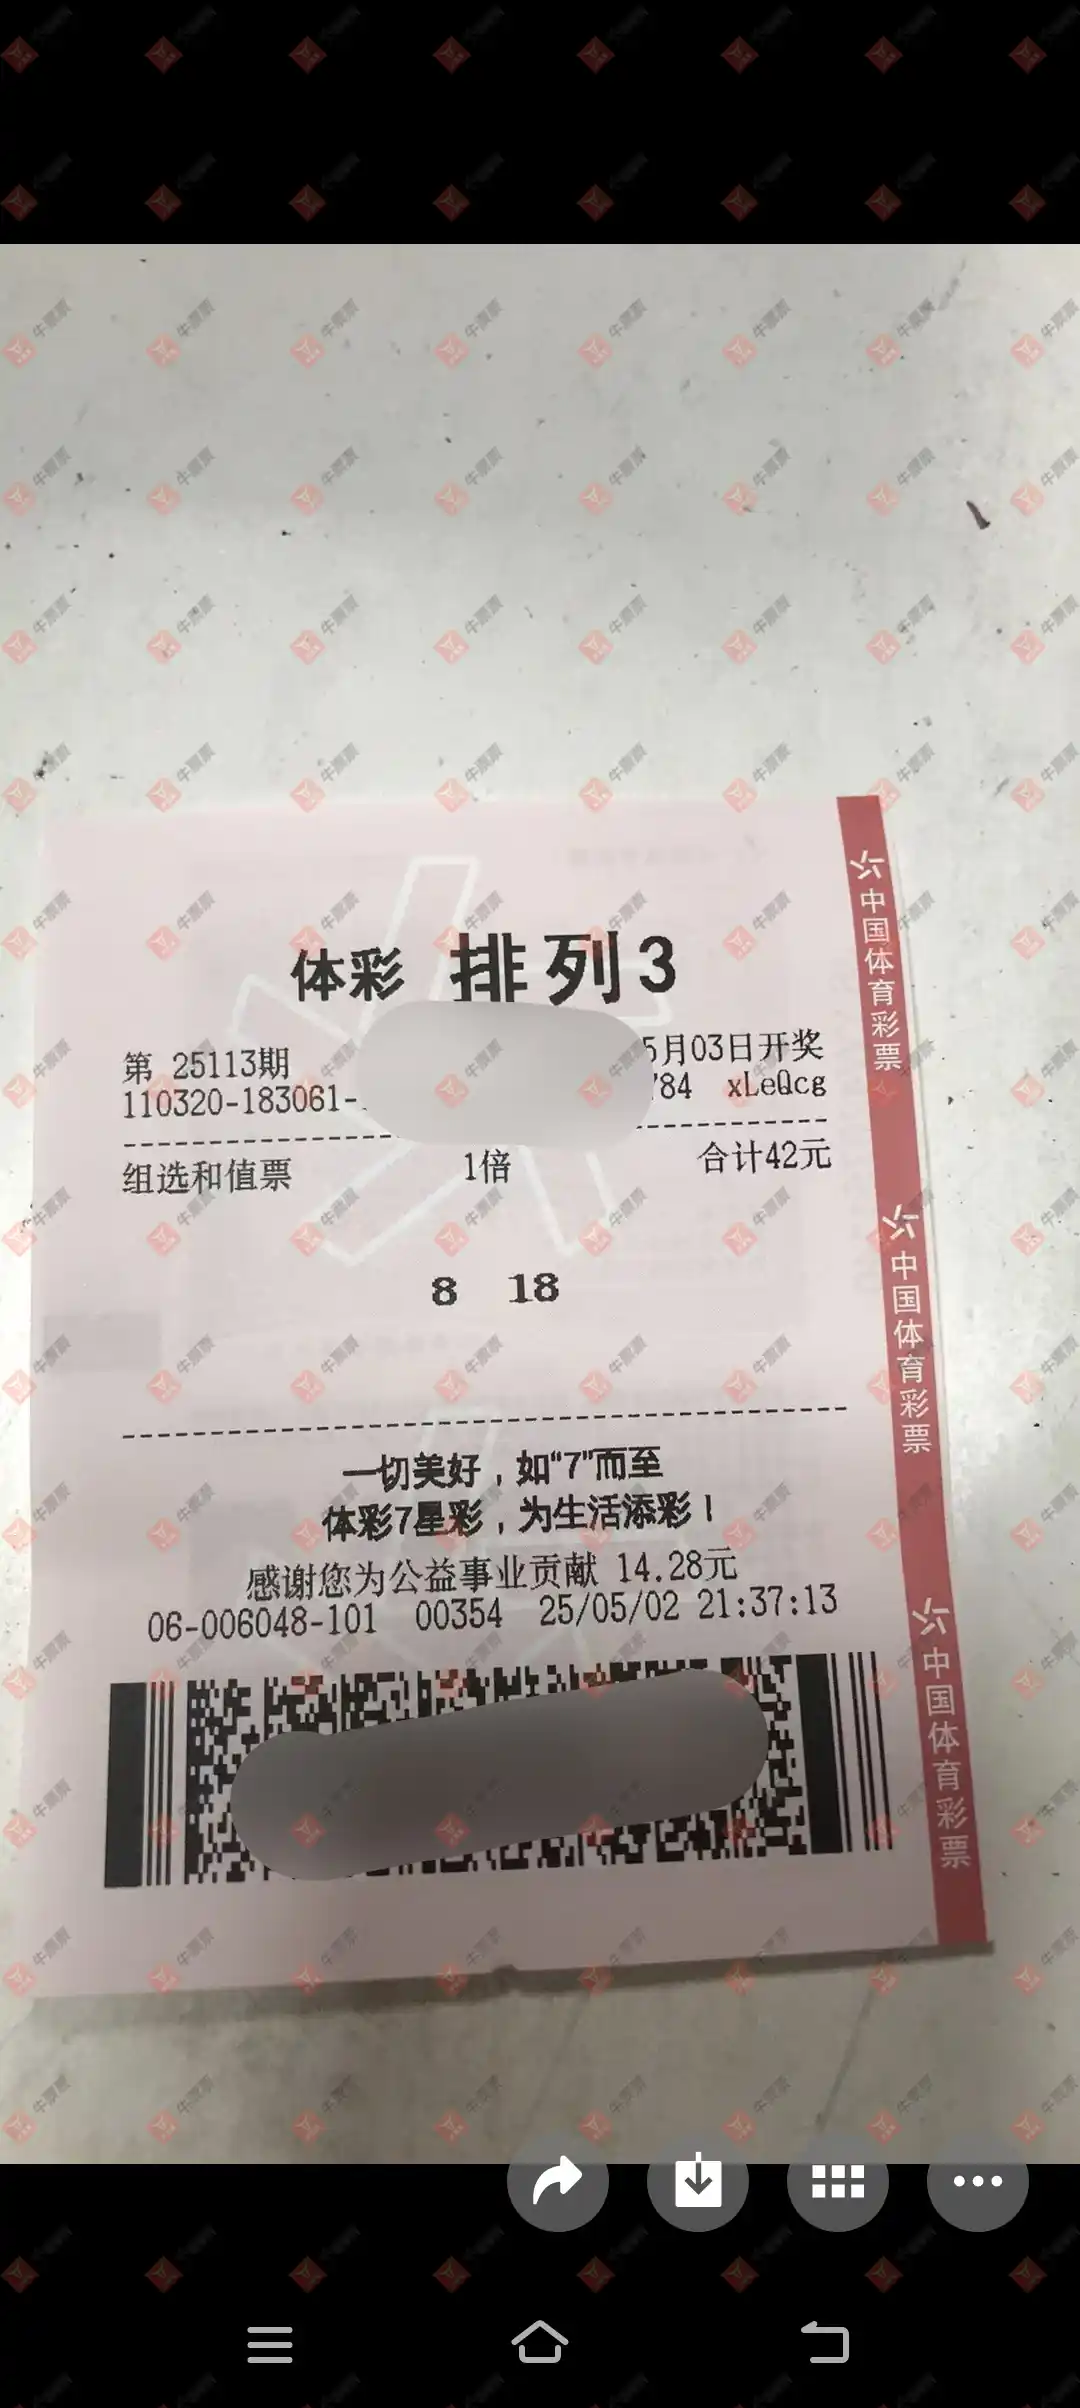 体彩 排列3
第 25113期 5月03日开奖
110320-183061- 784 xLeQcg
组选和值票 1倍 合计42元
8 18
一切美好，如“7”而至
体彩7星彩，为生活添彩！
感谢您为公益事业贡献 14.28元
06-006048-101 00354 25/05/02 21:37:13
中国体育彩票
中国体育彩票
中国体育彩票
牛票票